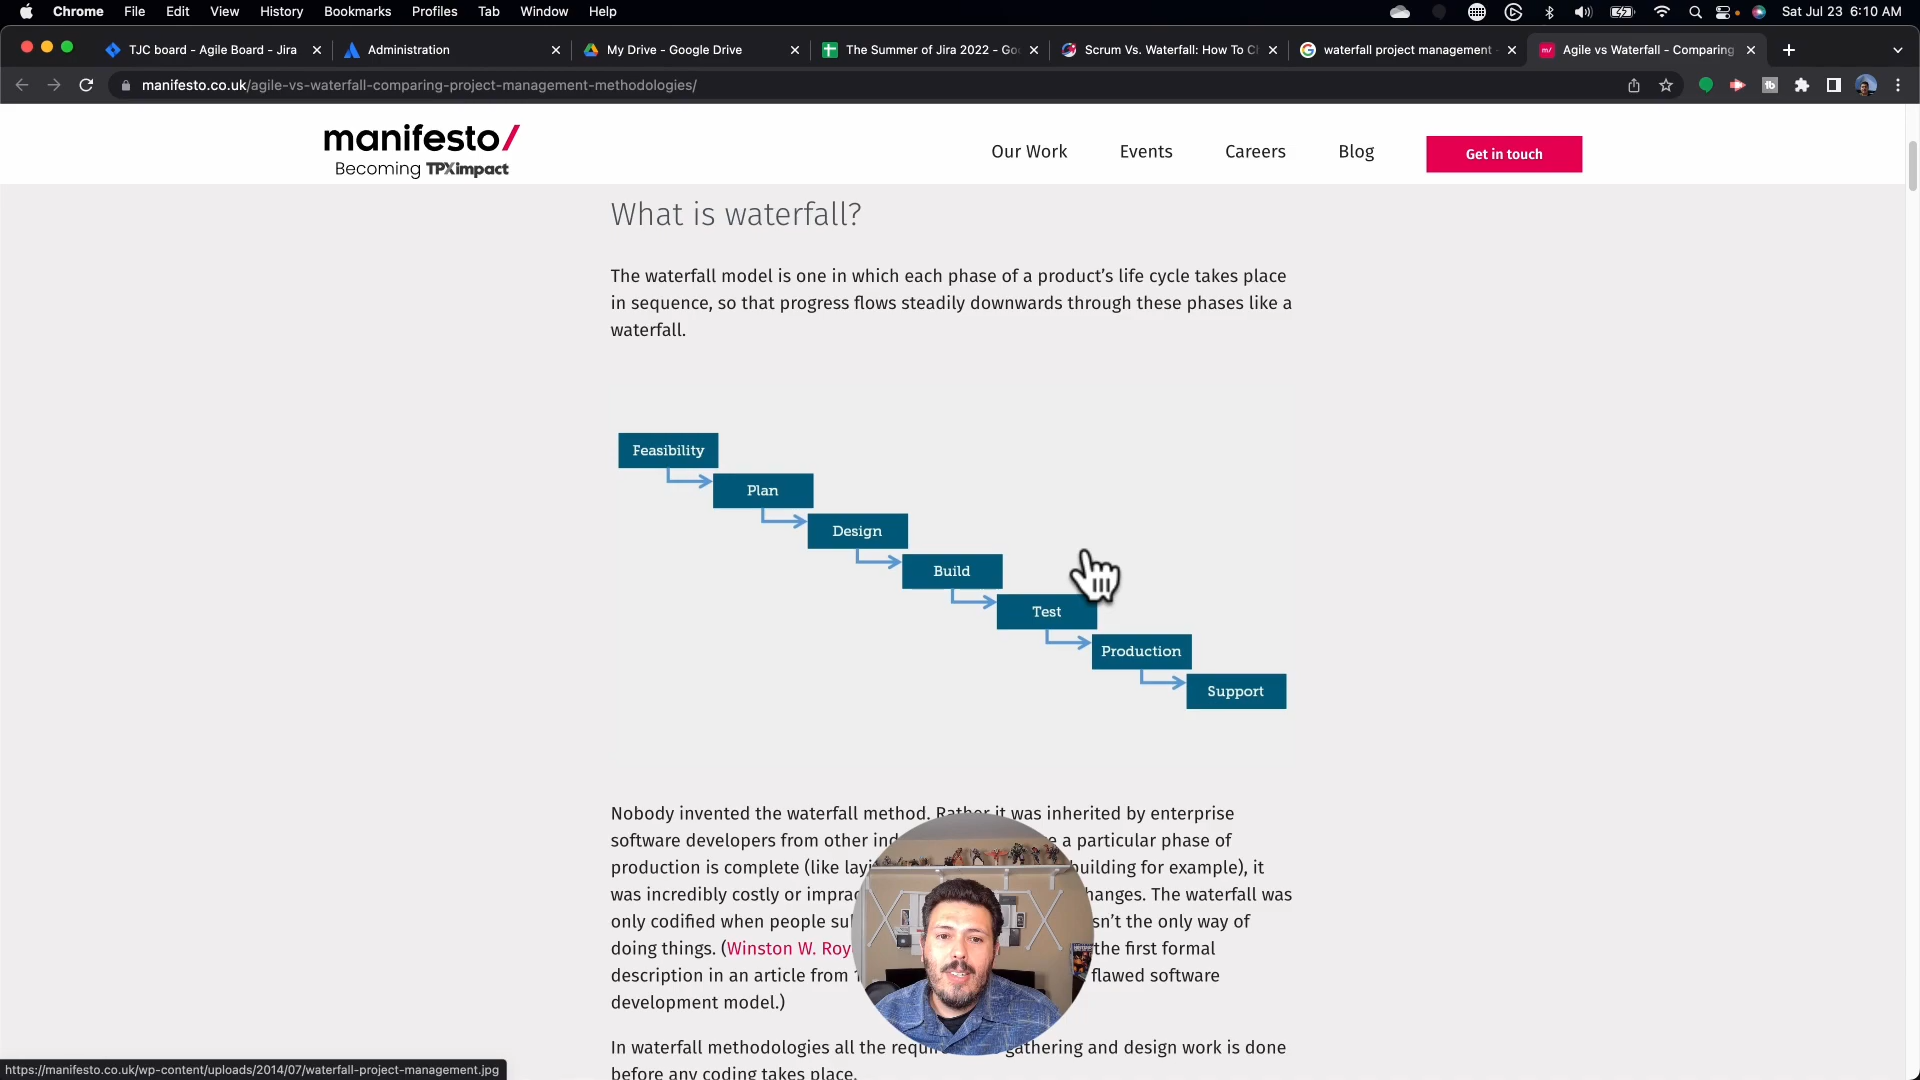 Chrome File Edit View History Bookmarks Profiles Tab Window Help Sat Jul 23 6:10 AM
TJC board - Agile Board - Jira Administration My Drive - Google Drive The Summer of Jira 2022 - Go Scrum Vs. Waterfall: How To C waterfall project management - Agile vs Waterfall - Comparing
manifesto.co.uk/agile-vs-waterfall-comparing-project-management-methodologies/
manifesto/
Becoming TPXimpact
Our Work Events Careers Blog Get in touch
What is waterfall?
The waterfall model is one in which each phase of a product’s life cycle takes place
in sequence, so that progress flows steadily downwards through these phases like a
waterfall.
Feasibility
Plan
Design
Build
Test
Production
Support
Nobody invented the waterfall method. Rather it was inherited by enterprise
software developers from other a particular phase of
production is complete (like building for example), it
was incredibly costly or The waterfall was
only codified when people the only way of
doing things. (Winston W. the first formal
description in an article from flawed software
development model.)
In waterfall methodologies all the gathering and design work is done
before any coding takes place.
https://manifesto.co.uk/wp-content/uploads/2014/07/waterfall-project-management.jpg